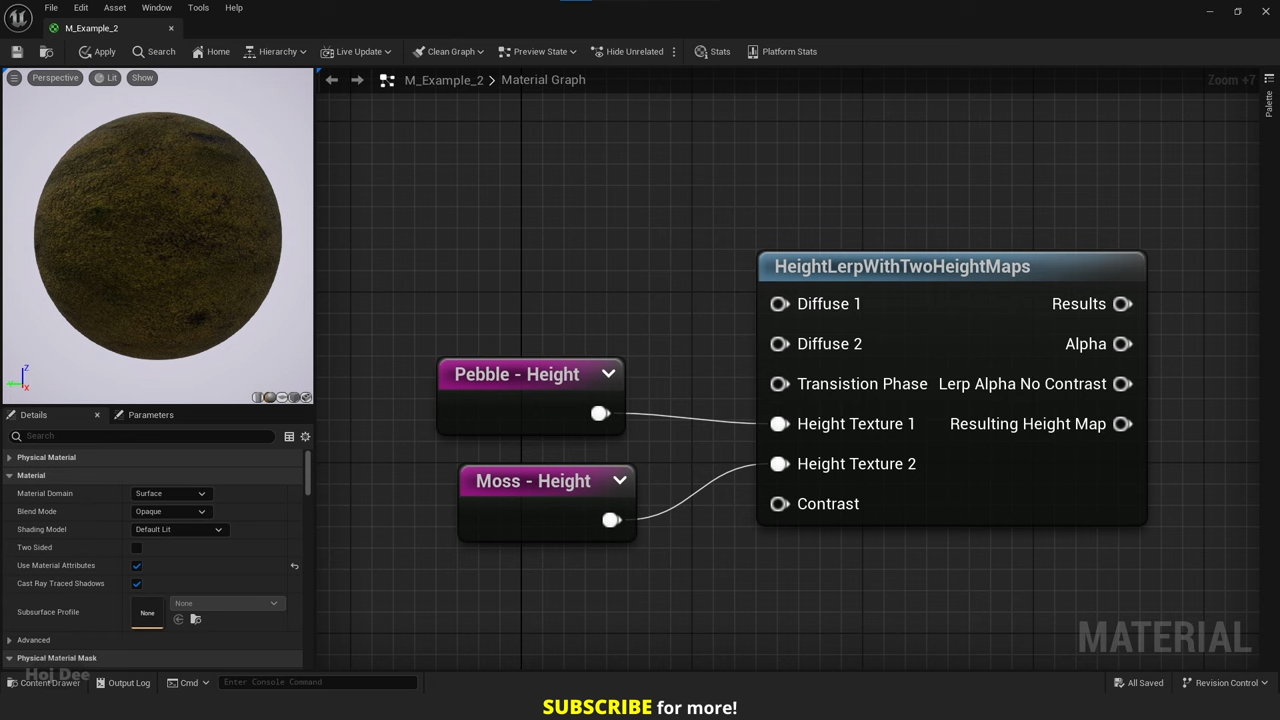 File Edit Asset Window Tools Help
M_Example_2
Apply Search Home Hierarchy Live Update Clean Graph Preview State Hide Unrelated Stats Platform Stats
Perspective Lit Show
M_Example_2 Material Graph
Zoom +7
Palette
HeightLerpWithTwoHeightMaps
Diffuse 1 Results
Diffuse 2 Alpha
Transistion Phase Lerp Alpha No Contrast
Height Texture 1 Resulting Height Map
Height Texture 2
Contrast
Pebble - Height
Moss - Height
Z
Y
X
Details Parameters
Search
Physical Material
Material
Material Domain Surface
Blend Mode Opaque
Shading Model Default Lit
Two Sided
Use Material Attributes
Cast Ray Traced Shadows
Subsurface Profile None None
Advanced
Physical Material Mask
MATERIAL
Hoj Dee
Content Drawer Output Log Cmd Enter Console Command All Saved Revision Control
SUBSCRIBE for more!